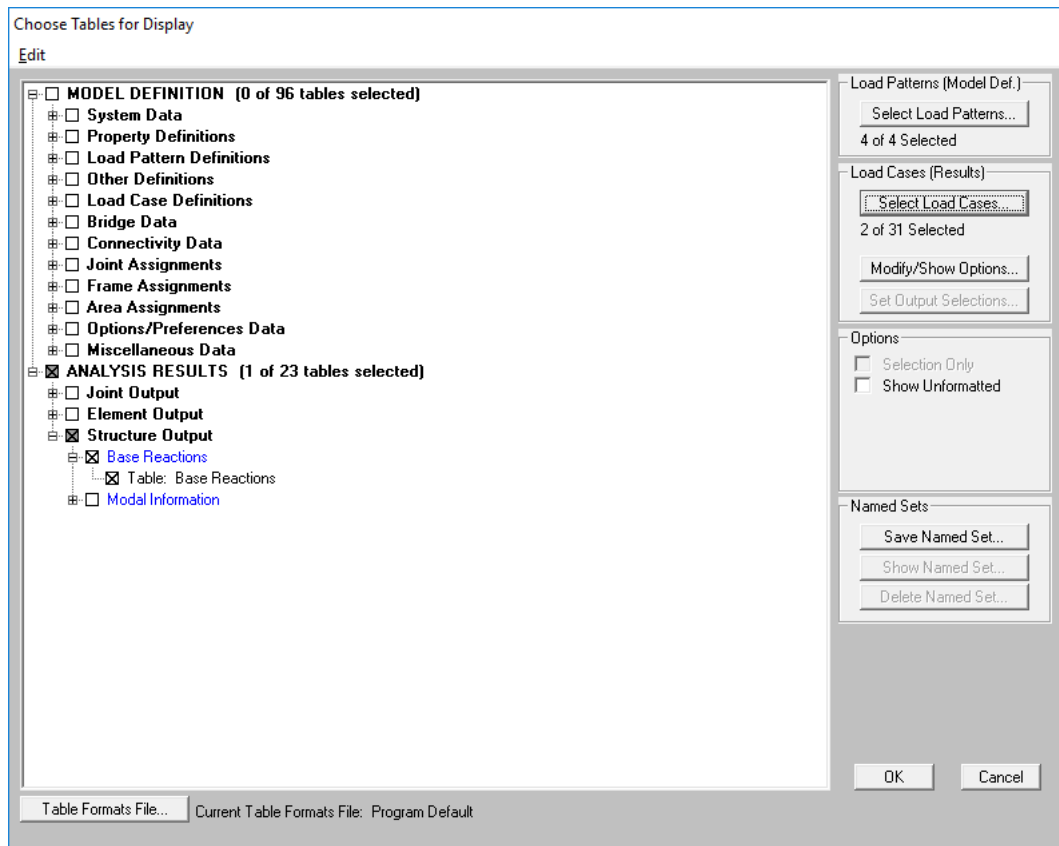 Choose Tables for Display
Edit
MODEL DEFINITION (0 of 96 tables selected)
System Data
Property Definitions
Load Pattern Definitions
Other Definitions
Load Case Definitions
Bridge Data
Connectivity Data
Joint Assignments
Frame Assignments
Area Assignments
Options/Preferences Data
Miscellaneous Data
ANALYSIS RESULTS (1 of 23 tables selected)
Joint Output
Element Output
Structure Output
Base Reactions
Table: Base Reactions
Modal Information
Load Patterns (Model Def.)
Select Load Patterns...
4 of 4 Selected
Load Cases (Results)
Select Load Cases...
2 of 31 Selected
Modify/Show Options...
Set Output Selections...
Options
Selection Only
Show Unformatted
Named Sets
Save Named Set...
Show Named Set...
Delete Named Set...
OK
Cancel
Table Formats File...
Current Table Formats File: Program Default